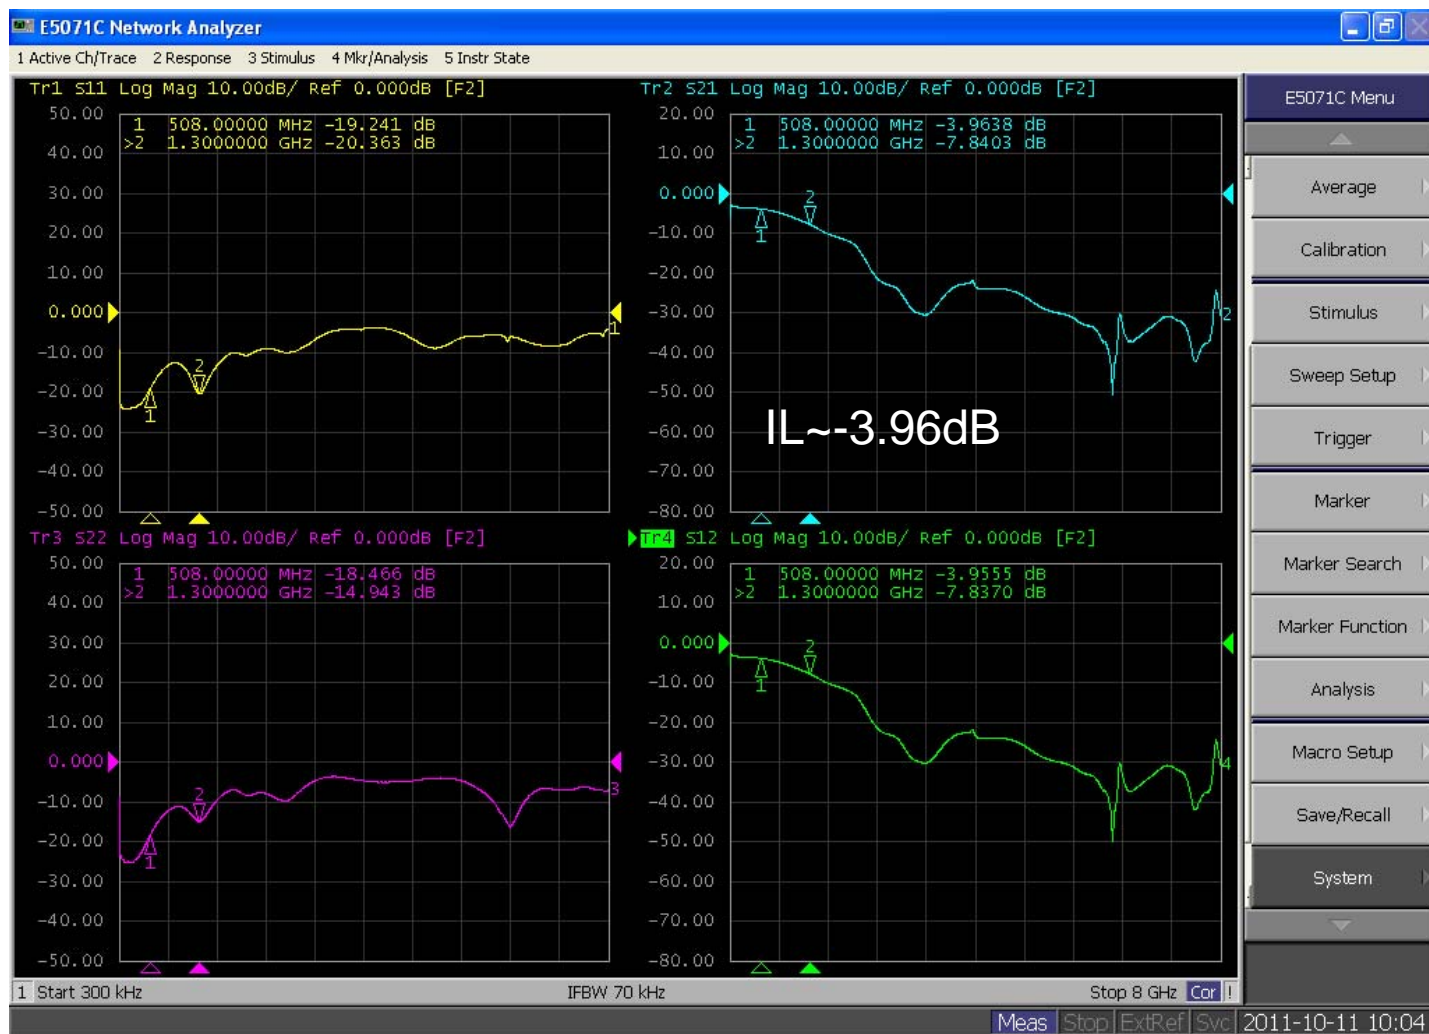 E5071C Network Analyzer
1 Active Ch/Trace 2 Response 3 Stimulus 4 Mkr/Analysis 5 Instr State
Tr1 S11 Log Mag 10.00dB/ Ref 0.000dB [F2]
50.00
40.00
30.00
20.00
10.00
0.000
-10.00
-20.00
-30.00
-40.00
-50.00
1 508.00000 MHz -19.241 dB
>2 1.3000000 GHz -20.363 dB
2
1
1
Tr2 S21 Log Mag 10.00dB/ Ref 0.000dB [F2]
20.00
10.00
0.000
-10.00
-20.00
-30.00
-40.00
-50.00
-60.00
-70.00
-80.00
1 508.00000 MHz -3.9638 dB
>2 1.3000000 GHz -7.8403 dB
2
1
2
IL~-3.96dB
Tr3 S22 Log Mag 10.00dB/ Ref 0.000dB [F2]
50.00
40.00
30.00
20.00
10.00
0.000
-10.00
-20.00
-30.00
-40.00
-50.00
1 508.00000 MHz -18.466 dB
>2 1.3000000 GHz -14.943 dB
2
1
3
Tr4 S12 Log Mag 10.00dB/ Ref 0.000dB [F2]
20.00
10.00
0.000
-10.00
-20.00
-30.00
-40.00
-50.00
-60.00
-70.00
-80.00
1 508.00000 MHz -3.9555 dB
>2 1.3000000 GHz -7.8370 dB
2
1
4
1 Start 300 kHz IFBW 70 kHz Stop 8 GHz Cor !
E5071C Menu
Average
Calibration
Stimulus
Sweep Setup
Trigger
Marker
Marker Search
Marker Function
Analysis
Macro Setup
Save/Recall
System
Meas Stop ExtRef Svc 2011-10-11 10:04